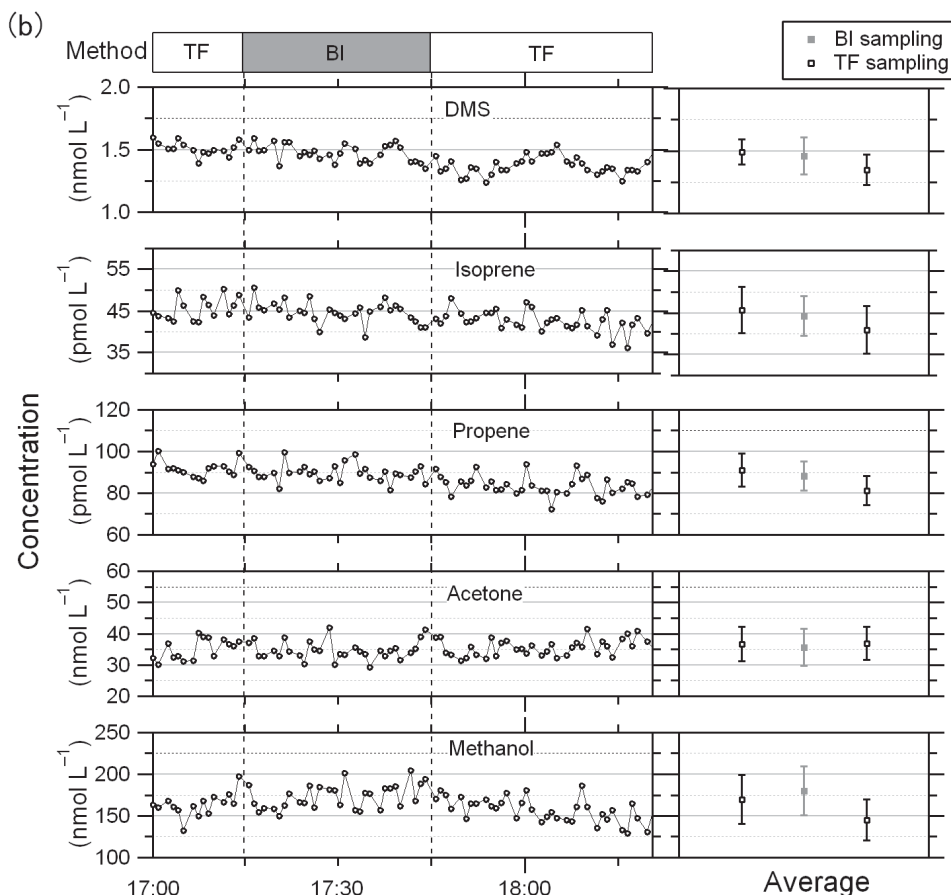 (b)
Method TF BI TF
BI sampling
TF sampling
DMS
2.0
1.5
1.0
(nmol L−1)
Isoprene
55
45
35
(pmol L−1)
Propene
120
100
80
60
(pmol L−1)
Acetone
60
50
40
30
20
(nmol L−1)
Methanol
250
200
150
100
(nmol L−1)
Concentration
17:00 17:30 18:00
Average